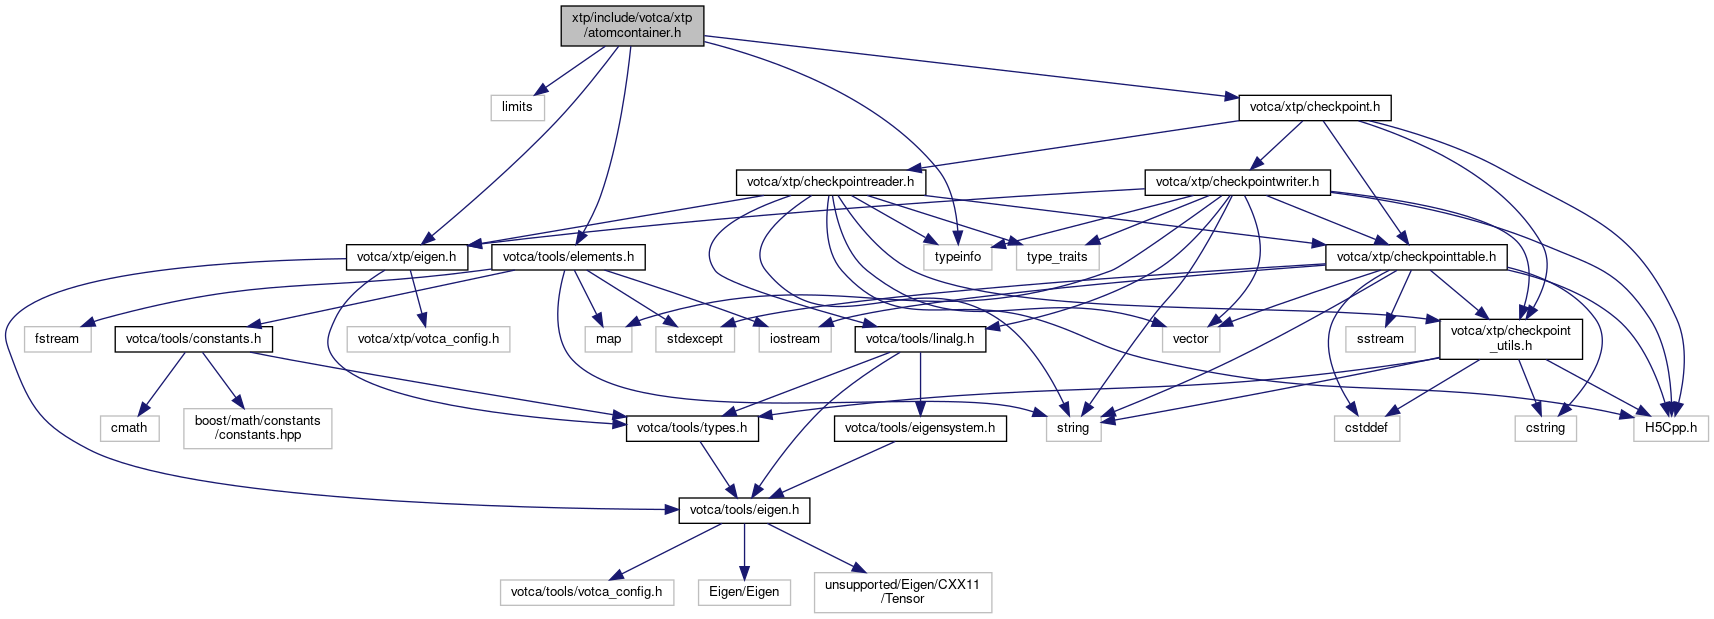 xtp/include/votca/xtp
/atomcontainer.h
limits
votca/xtp/checkpoint.h
votca/xtp/checkpointreader.h
votca/xtp/checkpointwriter.h
votca/xtp/eigen.h
votca/tools/elements.h
typeinfo
type_traits
votca/xtp/checkpointtable.h
fstream
votca/tools/constants.h
votca/xtp/votca_config.h
map
stdexcept
iostream
votca/tools/linalg.h
vector
sstream
votca/xtp/checkpoint
_utils.h
cmath
boost/math/constants
/constants.hpp
votca/tools/types.h
votca/tools/eigensystem.h
string
cstddef
cstring
H5Cpp.h
votca/tools/eigen.h
votca/tools/votca_config.h
Eigen/Eigen
unsupported/Eigen/CXX11
/Tensor